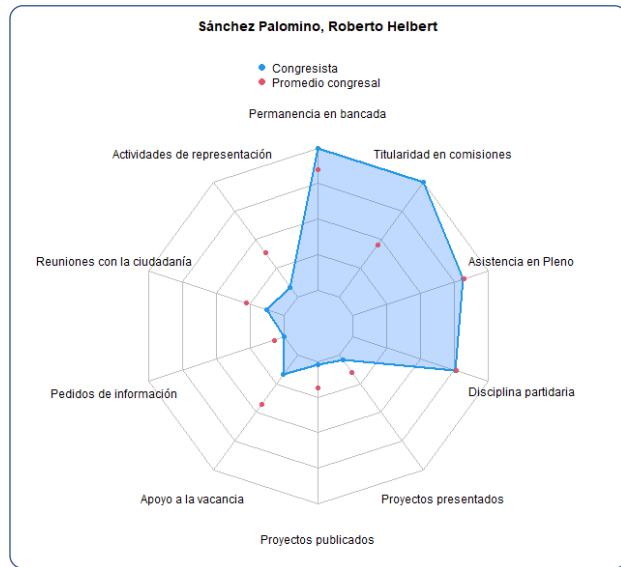 Sánchez Palomino, Roberto Helbert
Congresista
Promedio congresal
Permanencia en bancada
Actividades de representación
Titularidad en comisiones
Reuniones con la ciudadanía
Asistencia en Pleno
Pedidos de información
Disciplina partidaria
Apoyo a la vacancia
Proyectos presentados
Proyectos publicados